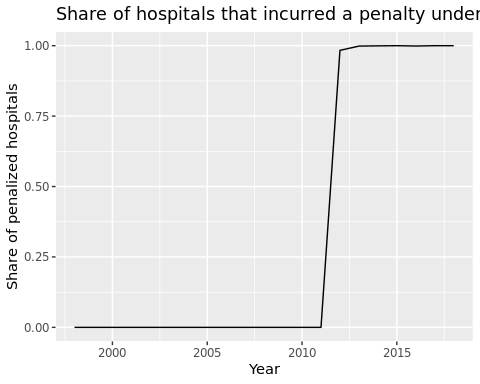 Share of hospitals that incurred a penalty under
1.00
0.75
0.50
0.25
0.00
Share of penalized hospitals
2000 2005 2010 2015
Year